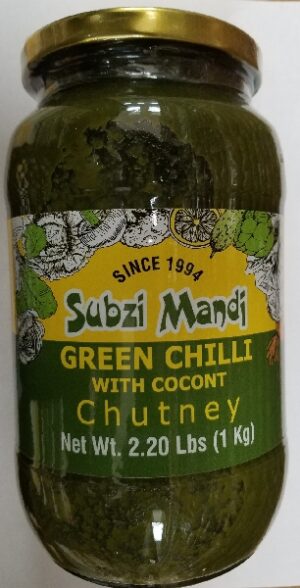 SINCE 1994
Subzi Mandi
GREEN CHILLI
WITH COCONT
Chutney
Net Wt. 2.20 Lbs (1 Kg)